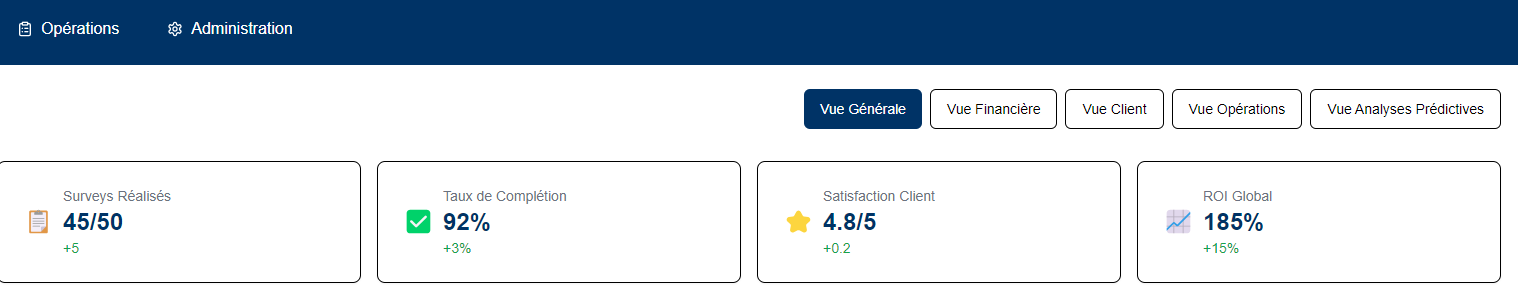 Opérations
Administration
Vue Générale
Vue Financière
Vue Client
Vue Opérations
Vue Analyses Prédictives
Surveys Réalisés
45/50
+5
Taux de Complétion
92%
+3%
Satisfaction Client
4.8/5
+0.2
ROI Global
185%
+15%